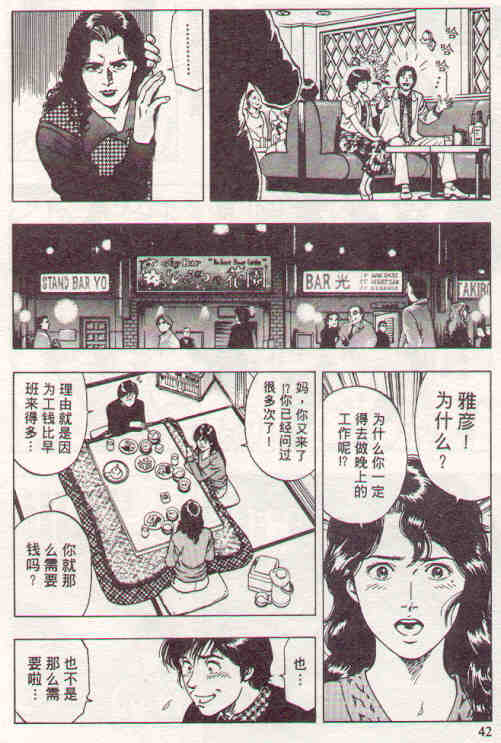 …………
哈
哈
哈
STAND BAR YO
BAR 光
TAKIRO
雅彦！
为什么？
为什么你一定
得去做晚上的
工作呢!?
妈，你又来了
!?你已经问过
很多次了！
理由就是因
为工钱比早
班来得多…
你就那
么需要
钱吗？
也…
也不是
那么需
要啦…
42